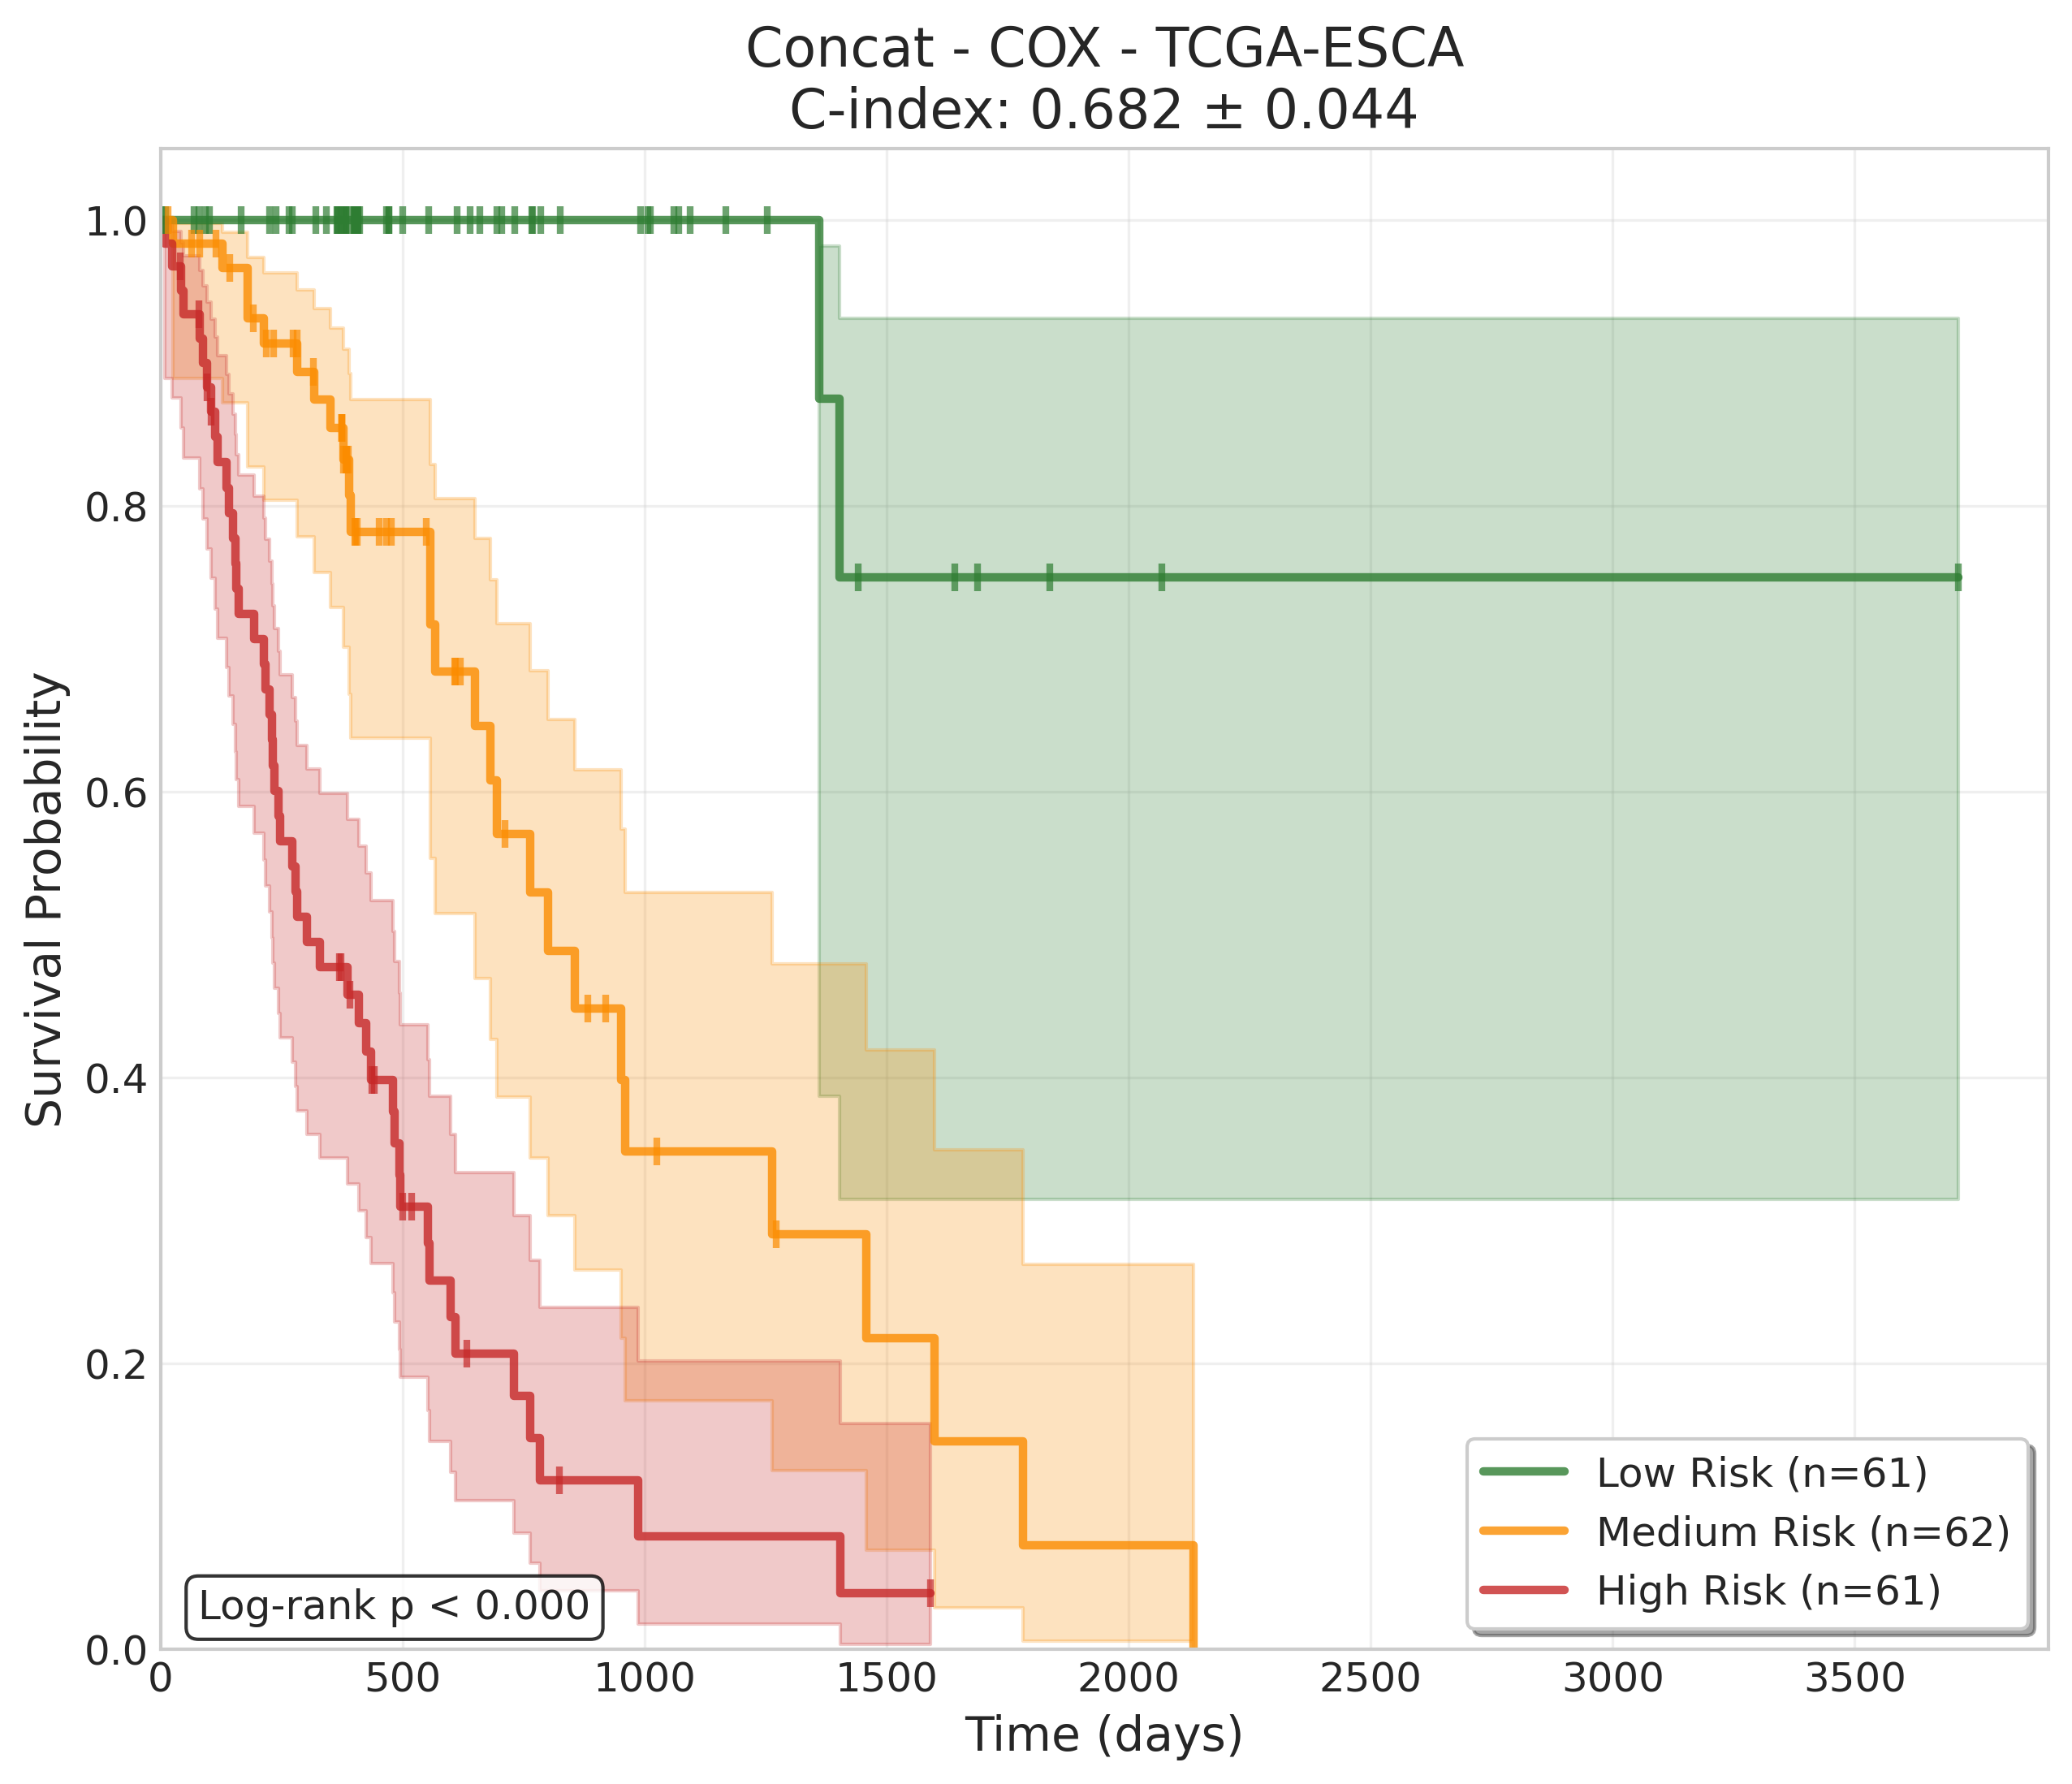 Concat - COX - TCGA-ESCA
C-index: 0.682 ± 0.044
Survival Probability
1.0
0.8
0.6
0.4
0.2
0.0
Log-rank p < 0.000
Low Risk (n=61)
Medium Risk (n=62)
High Risk (n=61)
0 500 1000 1500 2000 2500 3000 3500
Time (days)